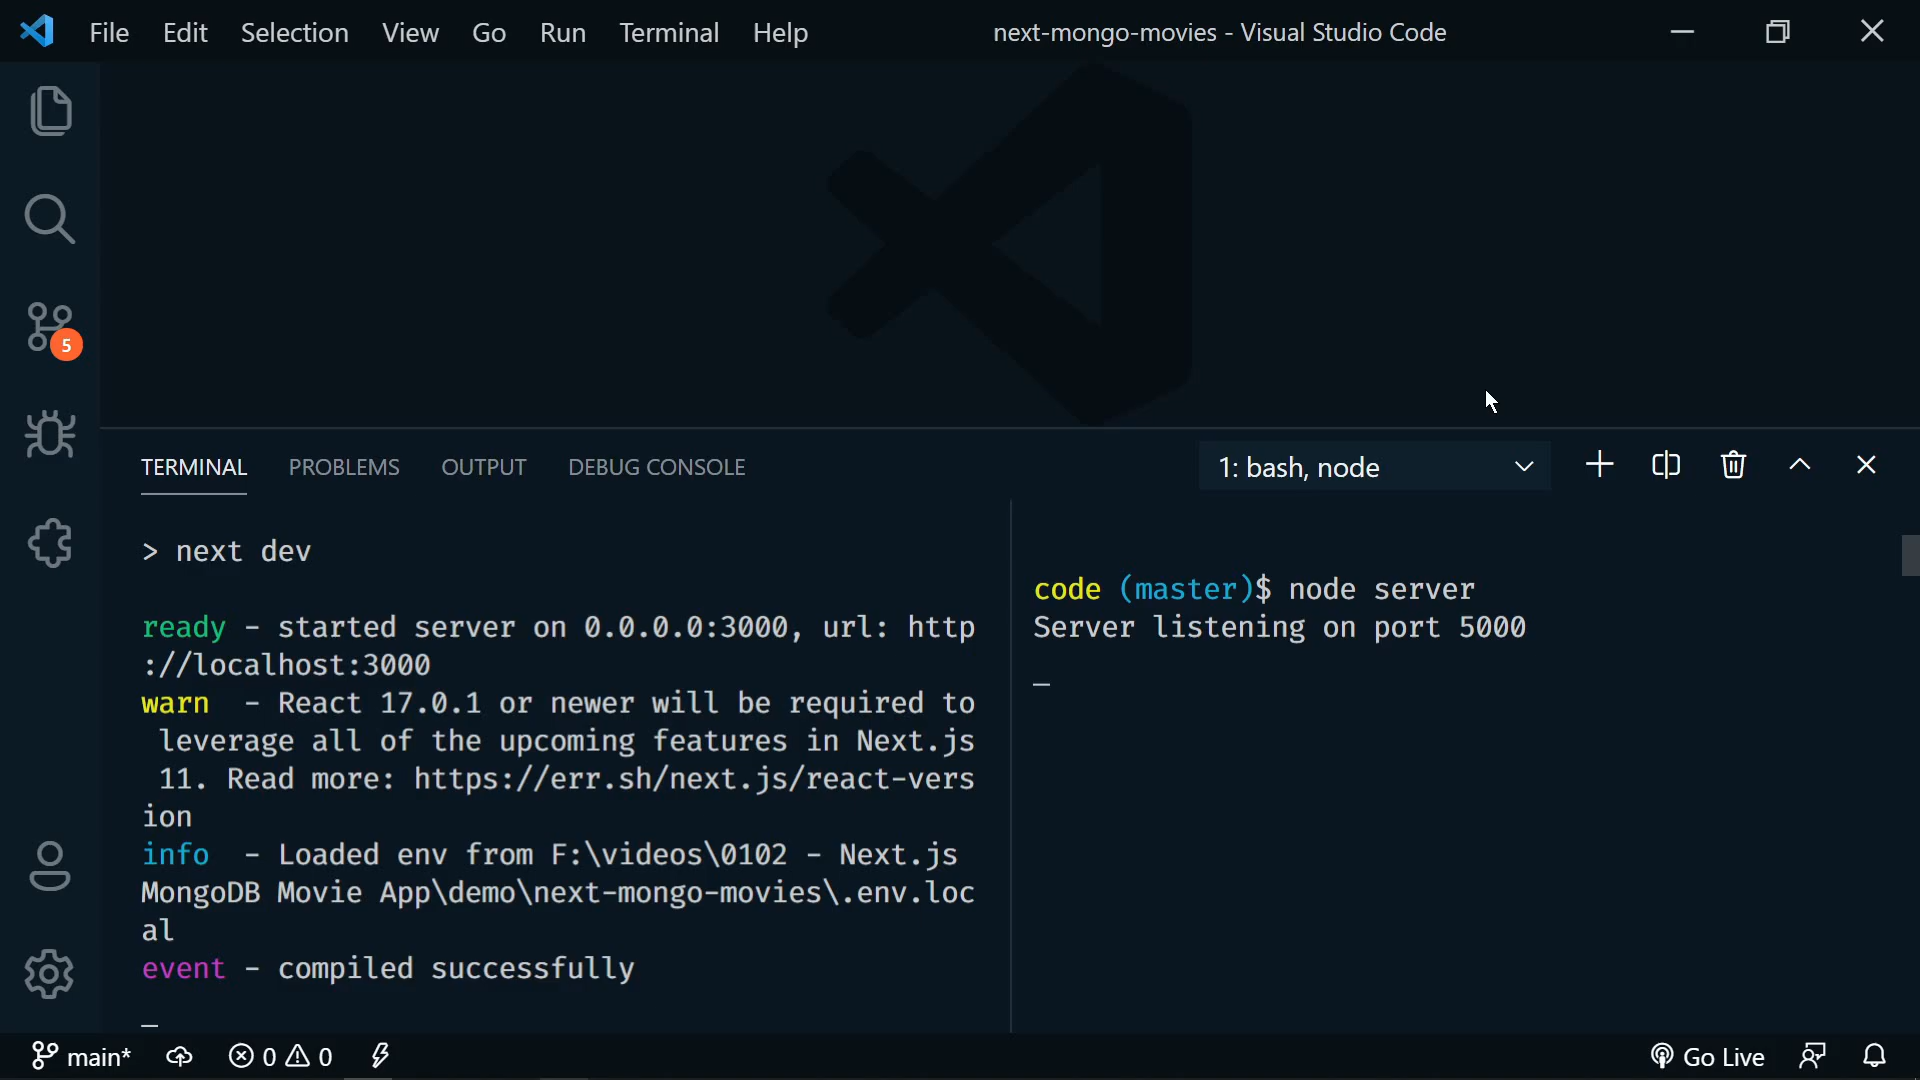 File Edit Selection View Go Run Terminal Help next-mongo-movies - Visual Studio Code
5
TERMINAL PROBLEMS OUTPUT DEBUG CONSOLE 1: bash, node
> next dev
ready - started server on 0.0.0.0:3000, url: http
://localhost:3000
warn - React 17.0.1 or newer will be required to
leverage all of the upcoming features in Next.js
11. Read more: https://err.sh/next.js/react-vers
ion
info - Loaded env from F:\videos\0102 - Next.js
MongoDB Movie App\demo\next-mongo-movies\.env.loc
al
event - compiled successfully
_
code (master)$ node server
Server listening on port 5000
_
main* 0 0 Go Live